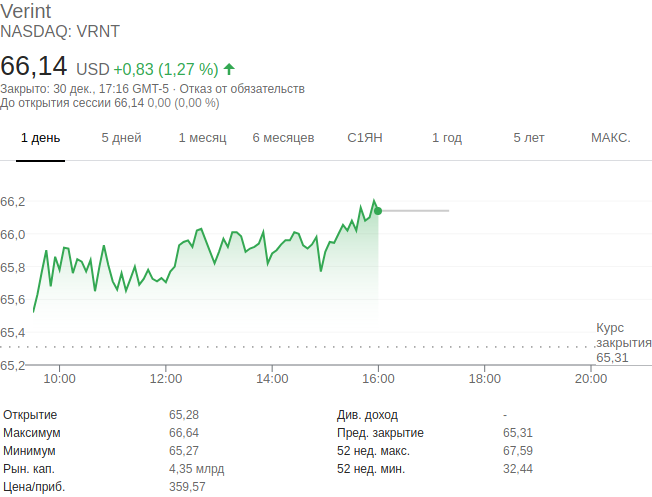 Verint
NASDAQ: VRNT
66,14 USD +0,83 (1,27 %)
Закрыто: 30 дек., 17:16 GMT-5 · Отказ от обязательств
До открытия сессии 66,14 0,00 (0,00 %)
1 день 5 дней 1 месяц 6 месяцев С1ЯН 1 год 5 лет МАКС.
66,2
66,0
65,8
65,6
65,4
Курс
закрытия
65,31
65,2
10:00 12:00 14:00 16:00 18:00 20:00
Открытие 65,28 Див. доход -
Максимум 66,64 Пред. закрытие 65,31
Минимум 65,27 52 нед. макс. 67,59
Рын. кап. 4,35 млрд 52 нед. мин. 32,44
Цена/приб. 359,57